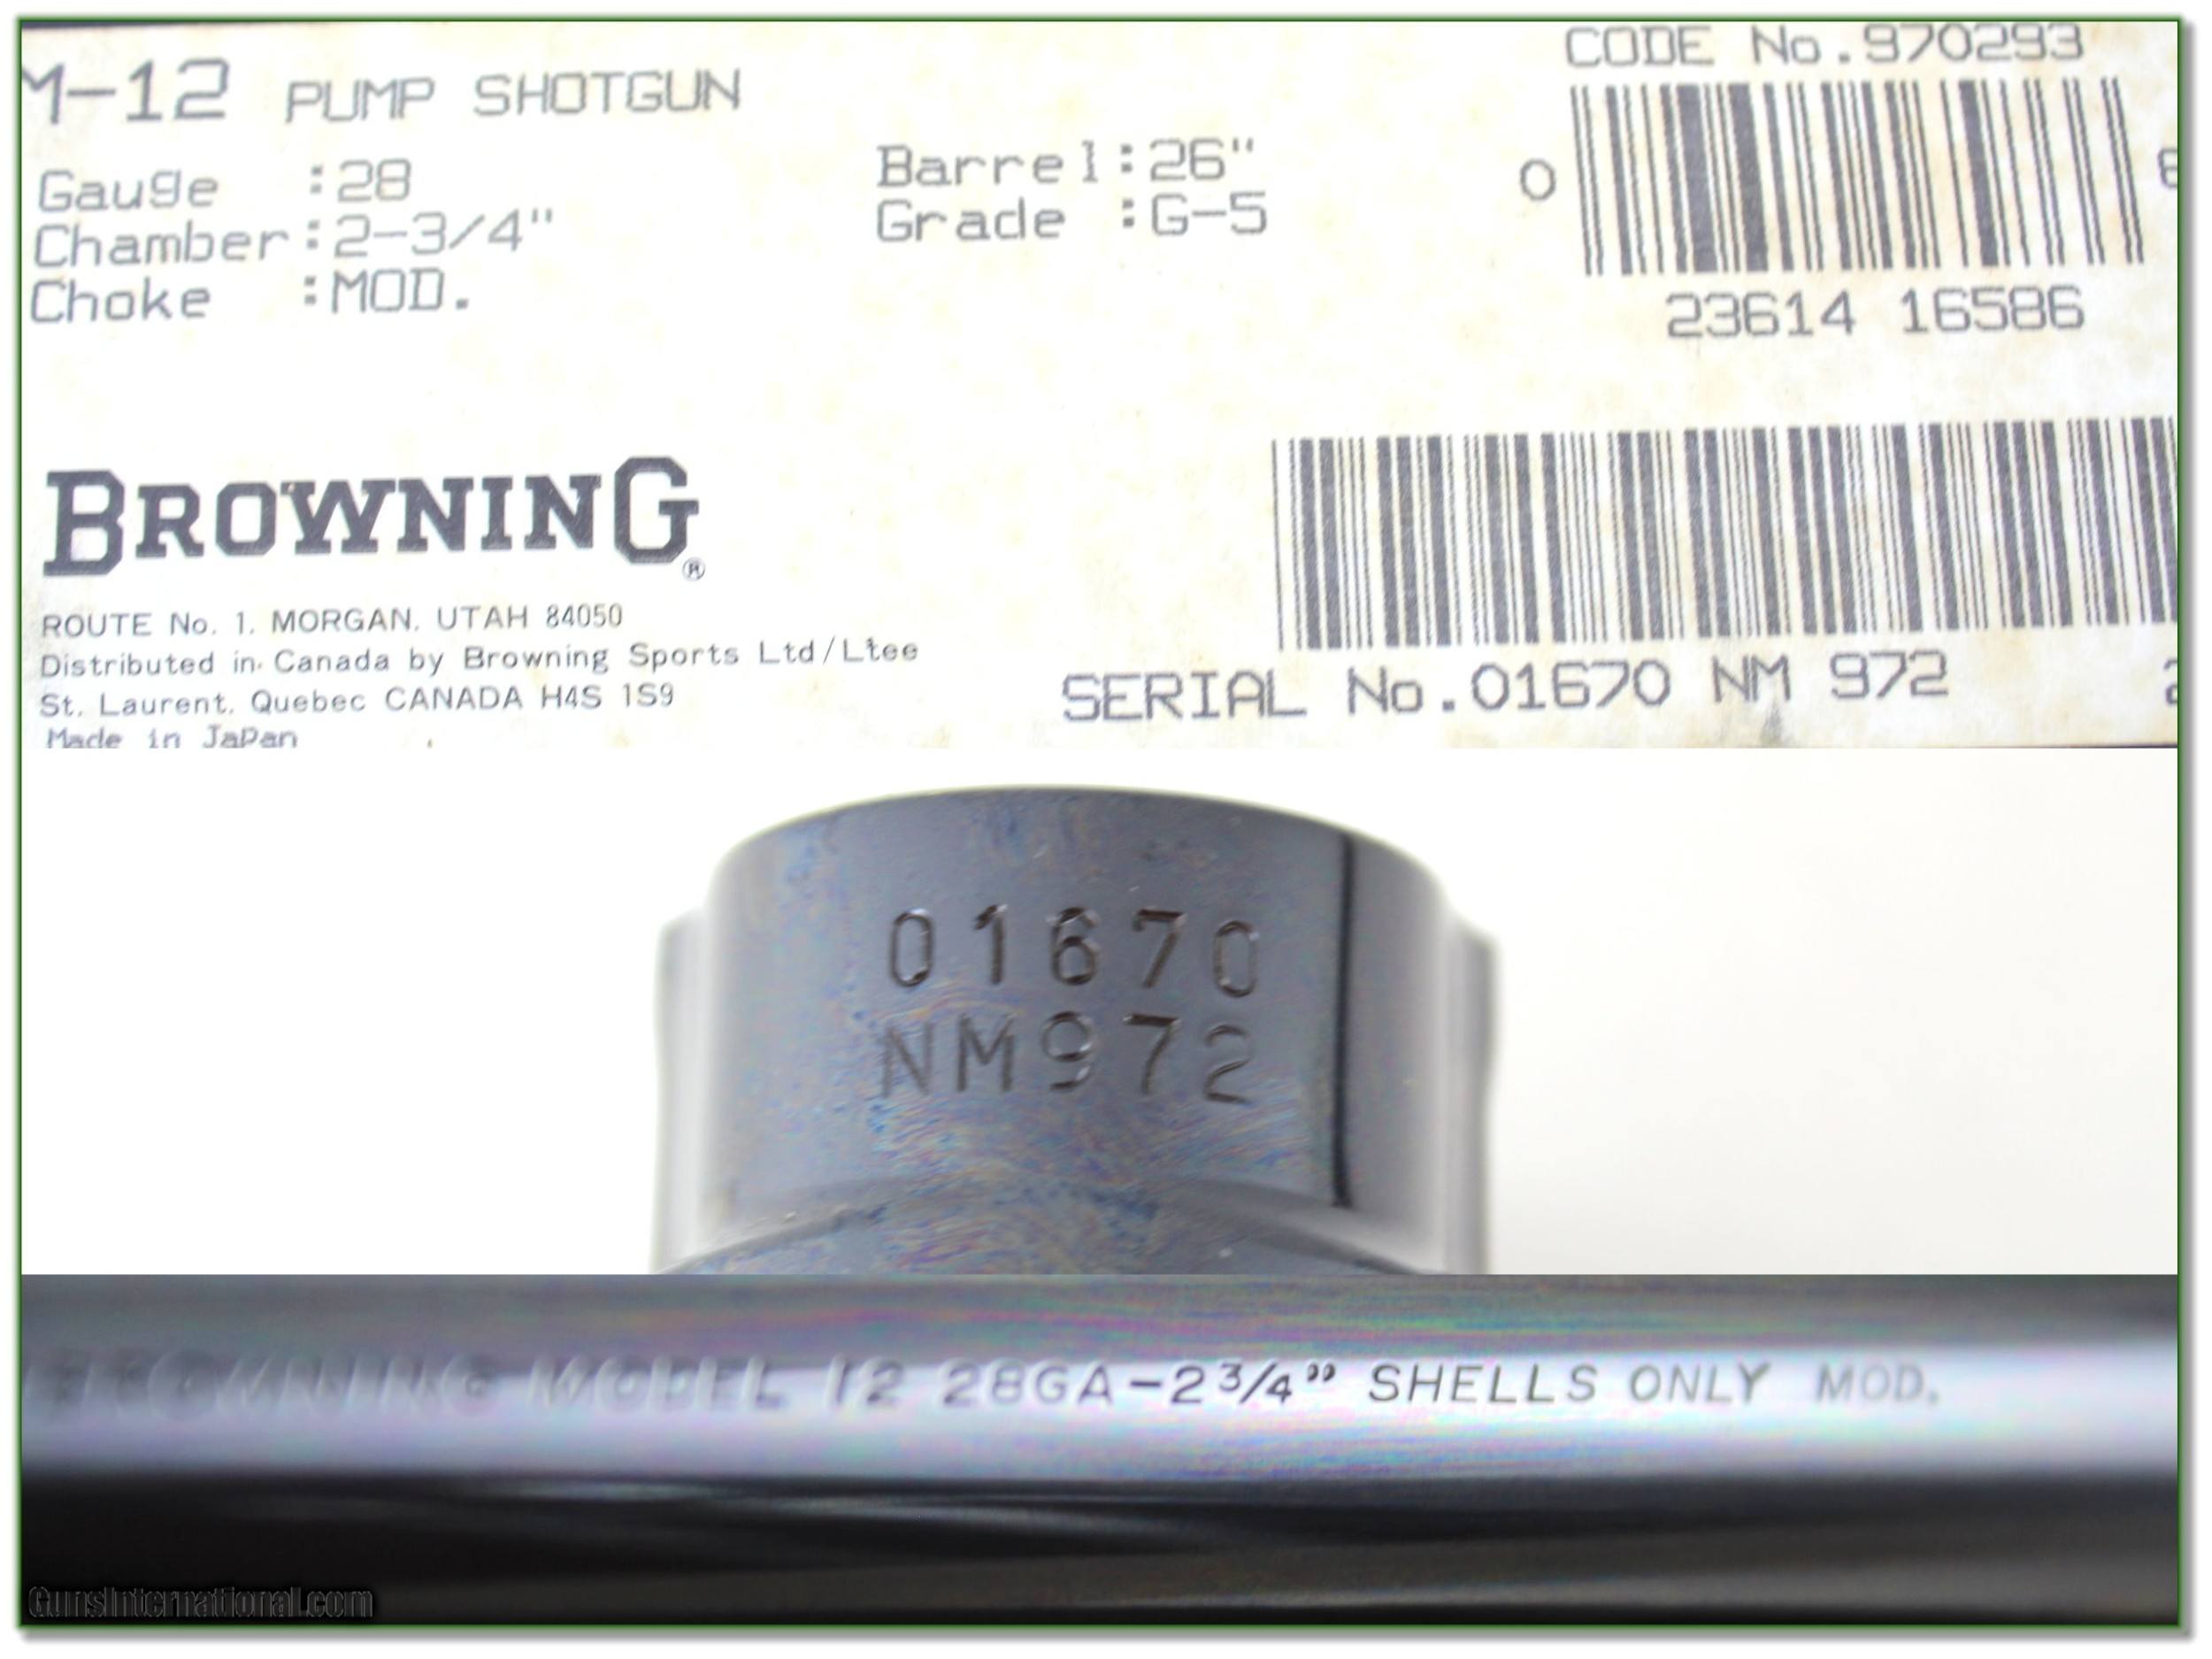 M-12 PUMP SHOTGUN
CODE No.970293
Gauge :28
Chamber:2-3/4"
Choke :MOD.
Barrel:26"
Grade :G-5
0
23614 16586
BROWNING®
ROUTE No. 1, MORGAN, UTAH 84050
Distributed in Canada by Browning Sports Ltd/Ltee
St. Laurent, Quebec CANADA H4S 1S9
Made in Japan
SERIAL No.01670 NM 972
01670
NM972
BROWNING MODEL 12 28GA-2 3/4" SHELLS ONLY MOD.
GunsInternational.com